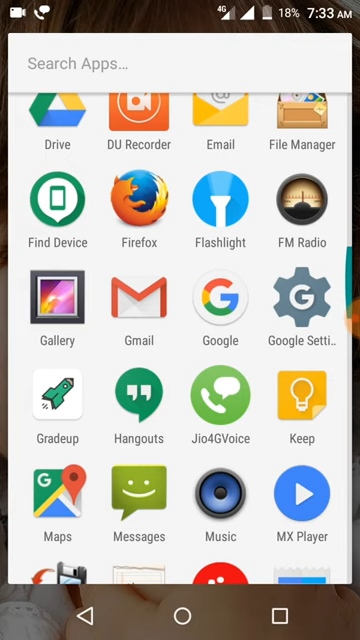 4G 18% 7:33 AM
Search Apps...
Drive DU Recorder Email File Manager
Find Device Firefox Flashlight FM Radio
Gallery Gmail Google Google Setti..
Gradeup Hangouts Jio4GVoice Keep
Maps Messages Music MX Player